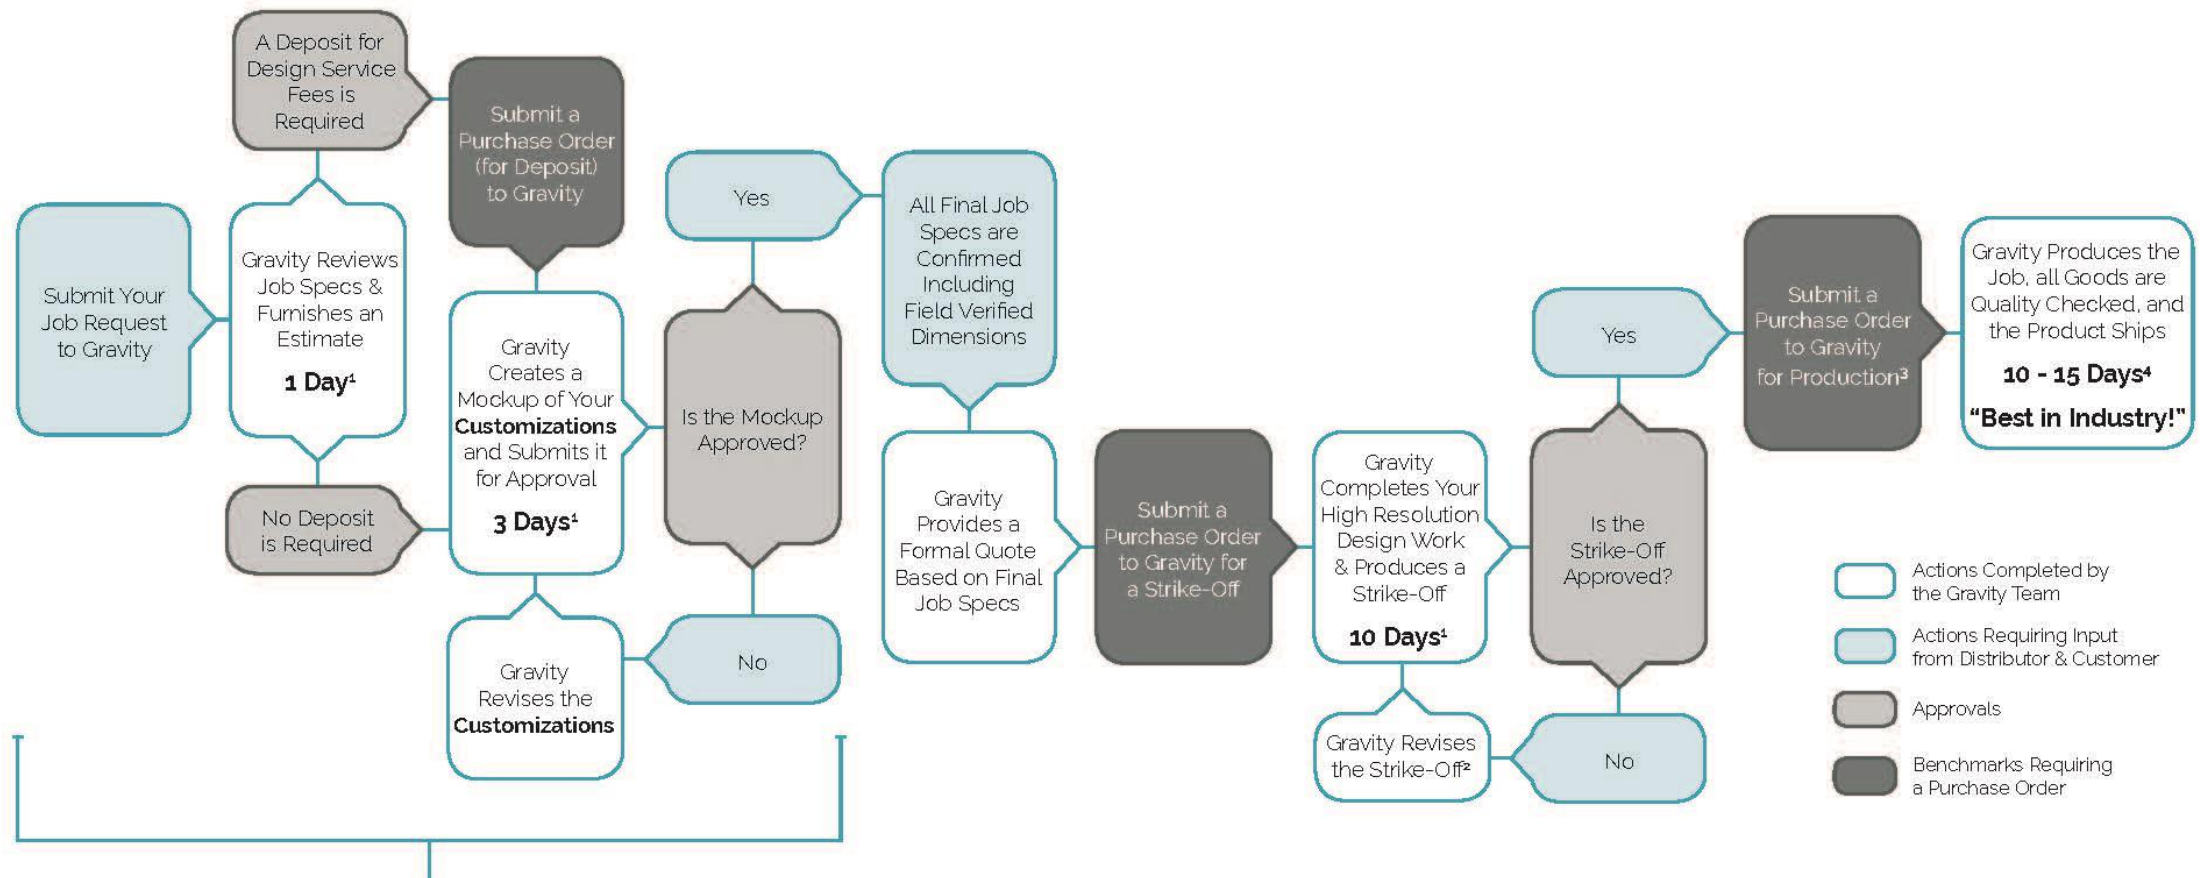 A Deposit for
Design Service
Fees is
Required
Submit a
Purchase Order
(for Deposit)
to Gravity
Submit Your
Job Request
to Gravity
Gravity Reviews
Job Specs &
Furnishes an
Estimate
1 Day¹
No Deposit
is Required
Gravity
Creates a
Mockup of Your
Customizations
and Submits it
for Approval
3 Days¹
Gravity
Revises the
Customizations
Yes
Is the Mockup
Approved?
No
All Final Job
Specs are
Confirmed
Including
Field Verified
Dimensions
Gravity
Provides a
Formal Quote
Based on Final
Job Specs
Submit a
Purchase Order
to Gravity for
a Strike-Off
Gravity
Completes Your
High Resolution
Design Work
& Produces a
Strike-Off
10 Days¹
Gravity Revises
the Strike-Off²
Yes
Is the
Strike-Off
Approved?
No
Submit a
Purchase Order
to Gravity
for Production³
Gravity Produces the
Job, all Goods are
Quality Checked, and
the Product Ships
10 - 15 Days⁴
“Best in Industry!”
Actions Completed by
the Gravity Team
Actions Requiring Input
from Distributor & Customer
Approvals
Benchmarks Requiring
a Purchase Order